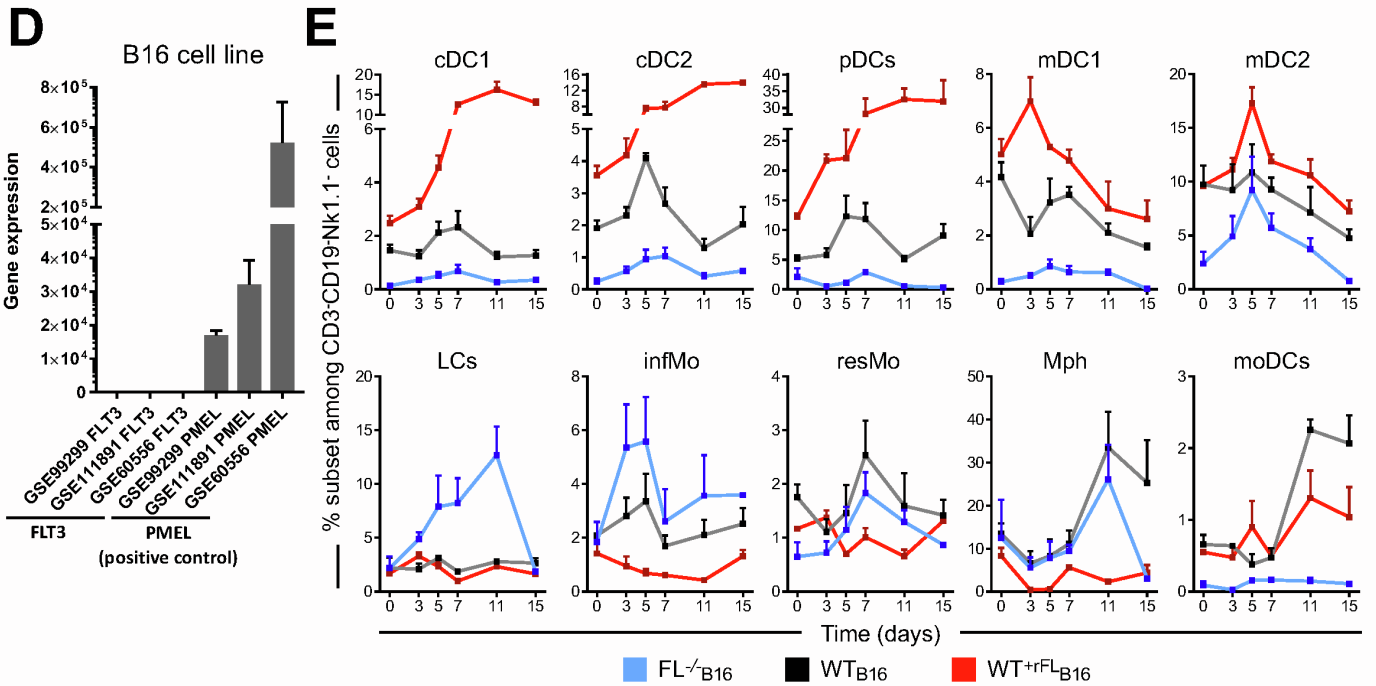 D
B16 cell line
Gene expression
8×10⁵
6×10⁵
4×10⁵
2×10⁵
5×10⁴
4×10⁴
3×10⁴
2×10⁴
1×10⁴
0
GSE99299 FLT3
GSE111891 FLT3
GSE60556 FLT3
GSE99299 PMEL
GSE111891 PMEL
GSE60556 PMEL
FLT3
PMEL
(positive control)
E
% subset among CD3⁻CD19⁻Nk1.1⁻ cells
cDC1
20
15
10
6
4
2
0
0 3 5 7 11 15
cDC2
16
12
8
4
5
4
3
2
1
0
0 3 5 7 11 15
pDCs
40
35
30
25
20
15
10
5
0
0 3 5 7 11 15
mDC1
8
6
4
2
0
0 3 5 7 11 15
mDC2
20
15
10
5
0
0 3 5 7 11 15
LCs
20
15
10
5
0
0 3 5 7 11 15
infMo
8
6
4
2
0
0 3 5 7 11 15
resMo
4
3
2
1
0
0 3 5 7 11 15
Mph
50
40
30
20
10
0
0 3 5 7 11 15
moDCs
3
2
1
0
0 3 5 7 11 15
Time (days)
FL⁻/⁻B16
WTB16
WT⁺rFLB16